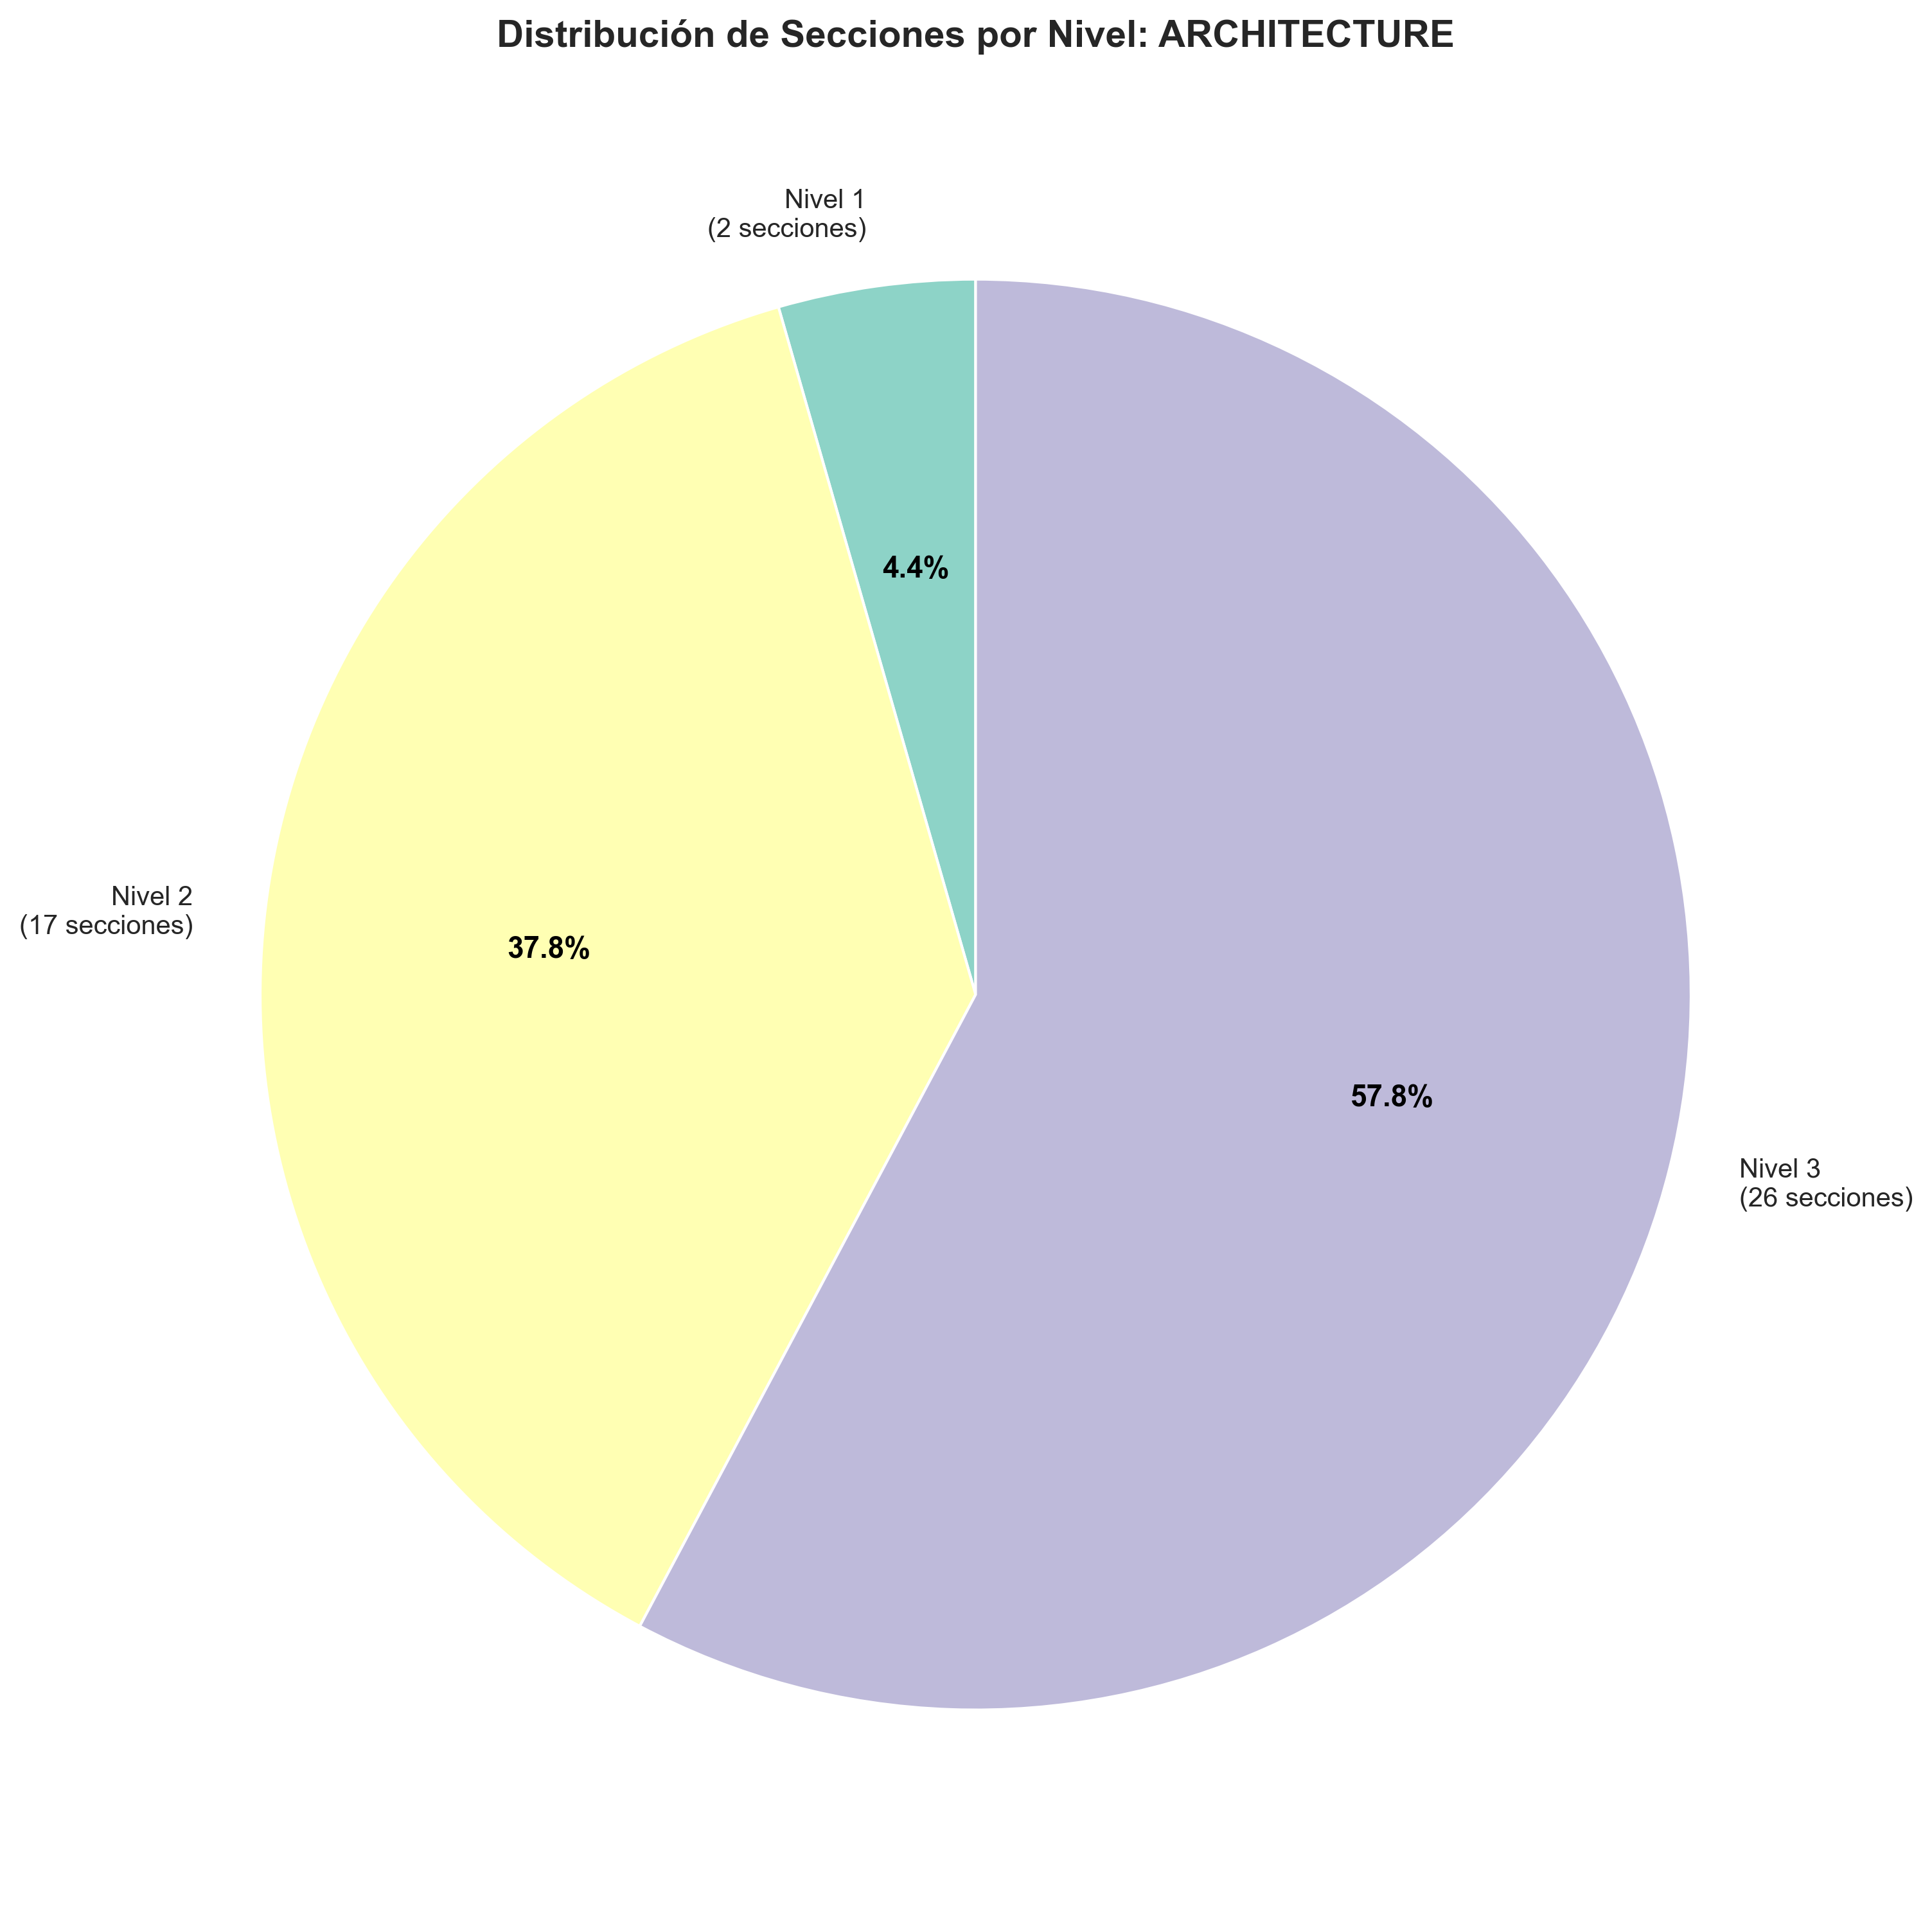 Distribución de Secciones por Nivel: ARCHITECTURE
Nivel 1
(2 secciones)
4.4%
Nivel 2
(17 secciones)
37.8%
57.8%
Nivel 3
(26 secciones)